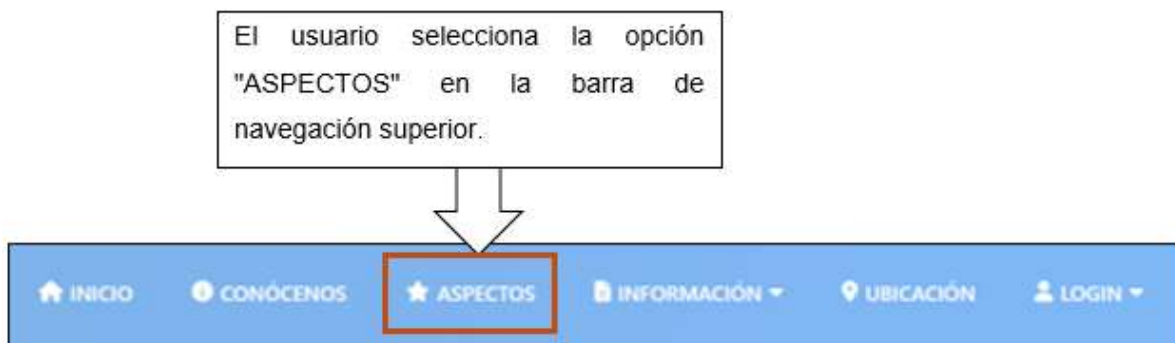 El usuario selecciona la opción
"ASPECTOS" en la barra de
navegación superior.
INICIO CONÓCENOS ASPECTOS INFORMACIÓN UBICACIÓN LOGIN